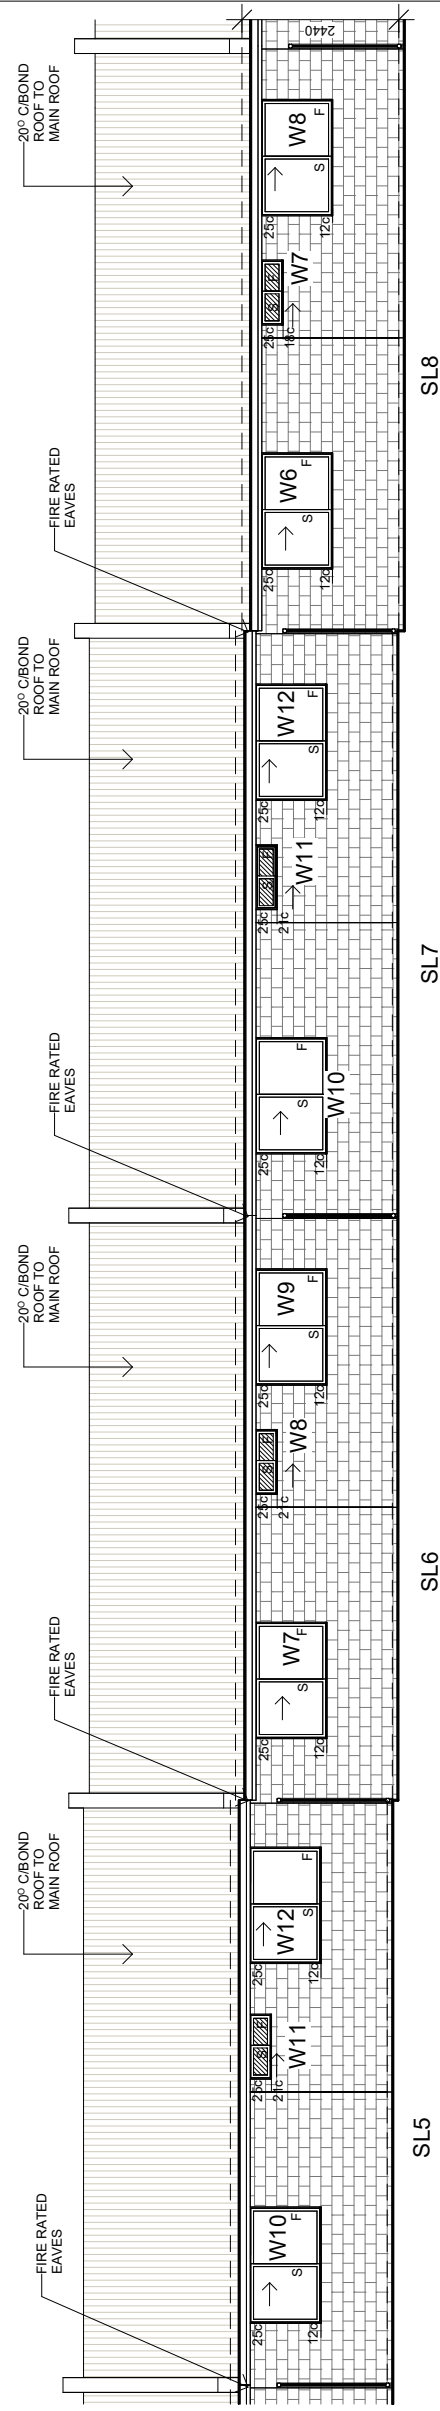 FIRE RATED
EAVES
20° C/BOND
ROOF TO
MAIN ROOF
25c
W10
S
F
12c
25c
S
F
21c
W11
25c
W12
S
F
12c
SL5
FIRE RATED
EAVES
20° C/BOND
ROOF TO
MAIN ROOF
25c
W7
S
F
12c
25c
S
F
21c
W8
25c
W9
S
F
12c
SL6
FIRE RATED
EAVES
20° C/BOND
ROOF TO
MAIN ROOF
25c
S
F
12c
W10
25c
S
F
21c
W11
25c
W12
S
F
12c
SL7
FIRE RATED
EAVES
20° C/BOND
ROOF TO
MAIN ROOF
25c
W6
S
F
12c
25c
S
F
18c
W7
25c
W8
S
F
12c
2440
SL8